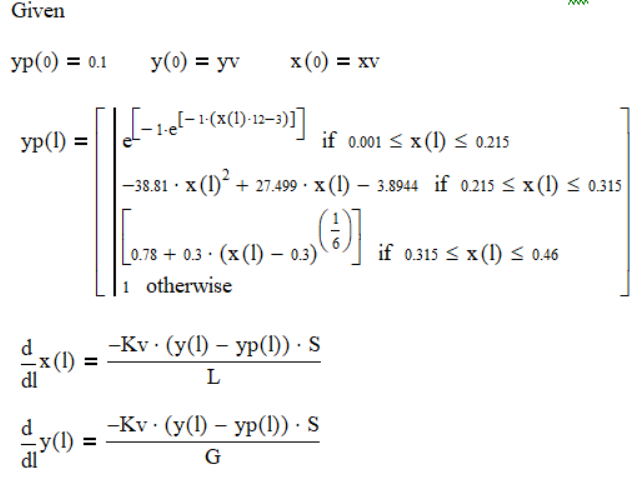 Given
yp(0) = 0.1 y(0) = yv x(0) = xv
yp(l) = e^[-1·e^[-1·(x(l)·12-3)]] if 0.001 ≤ x(l) ≤ 0.215
-38.81 · x(l)^2 + 27.499 · x(l) - 3.8944 if 0.215 ≤ x(l) ≤ 0.315
[0.78 + 0.3 · (x(l) - 0.3)^(1/6)] if 0.315 ≤ x(l) ≤ 0.46
1 otherwise
d/dl x(l) = -Kv · (y(l) - yp(l)) · S / L
d/dl y(l) = -Kv · (y(l) - yp(l)) · S / G